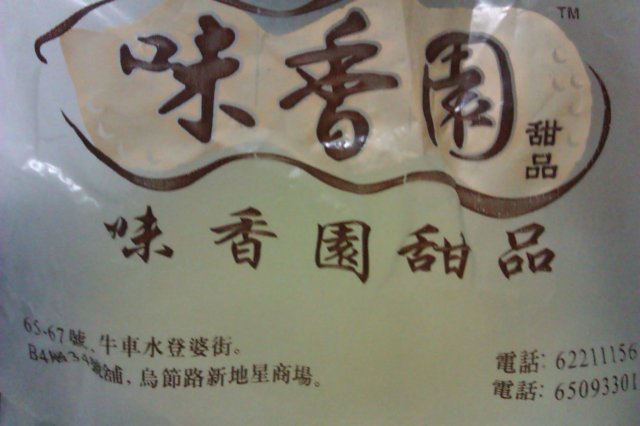 味香園
TM
甜品
味香園甜品
65-67號, 牛車水登婆街。
電話: 62211156
舖, 烏節路新地星商場。
電話: 65093301